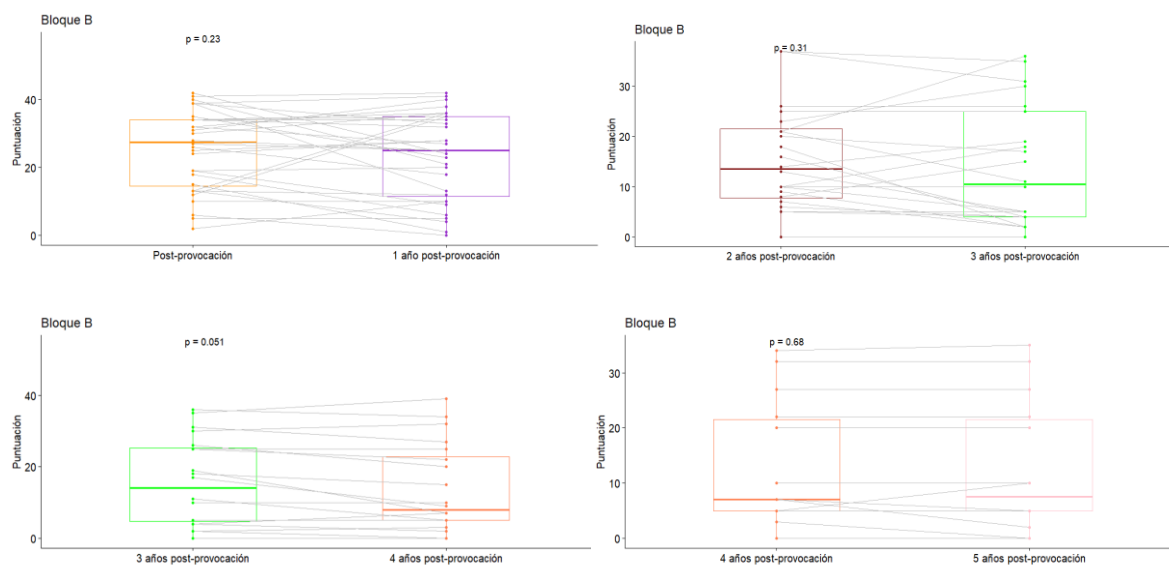 Bloque B
p = 0.23
Puntuación
40
20
0
Post-provocación
1 año post-provocación
Bloque B
p = 0.31
Puntuación
30
20
10
0
2 años post-provocación
3 años post-provocación
Bloque B
p = 0.051
Puntuación
40
20
0
3 años post-provocación
4 años post-provocación
Bloque B
p = 0.68
Puntuación
30
20
10
0
4 años post-provocación
5 años post-provocación